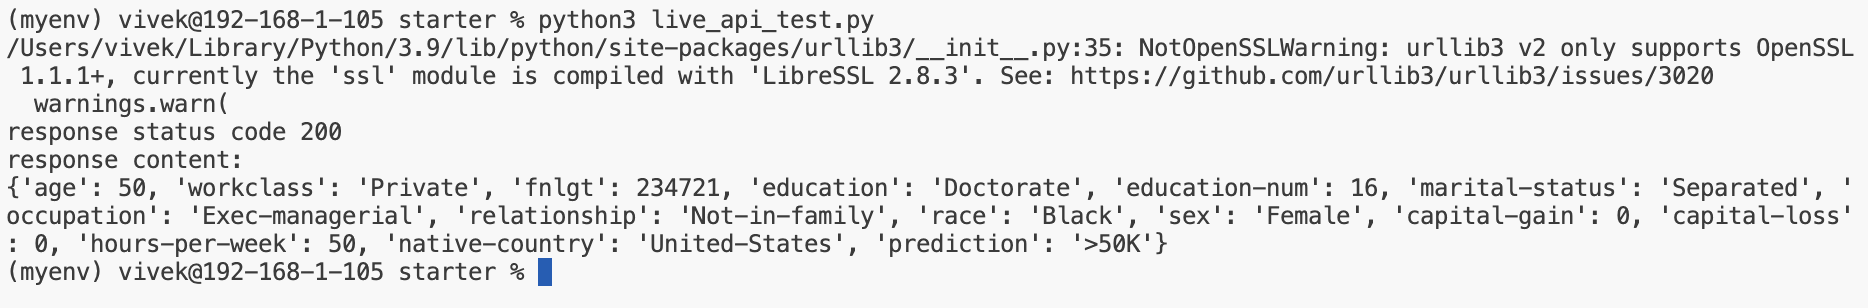 (myenv) vivek@192-168-1-105 starter % python3 live_api_test.py
/Users/vivek/Library/Python/3.9/lib/python/site-packages/urllib3/__init__.py:35: NotOpenSSLWarning: urllib3 v2 only supports OpenSSL
 1.1.1+, currently the 'ssl' module is compiled with 'LibreSSL 2.8.3'. See: https://github.com/urllib3/urllib3/issues/3020
  warnings.warn(
response status code 200
response content:
{'age': 50, 'workclass': 'Private', 'fnlgt': 234721, 'education': 'Doctorate', 'education-num': 16, 'marital-status': 'Separated', '
occupation': 'Exec-managerial', 'relationship': 'Not-in-family', 'race': 'Black', 'sex': 'Female', 'capital-gain': 0, 'capital-loss'
: 0, 'hours-per-week': 50, 'native-country': 'United-States', 'prediction': '>50K'}
(myenv) vivek@192-168-1-105 starter %